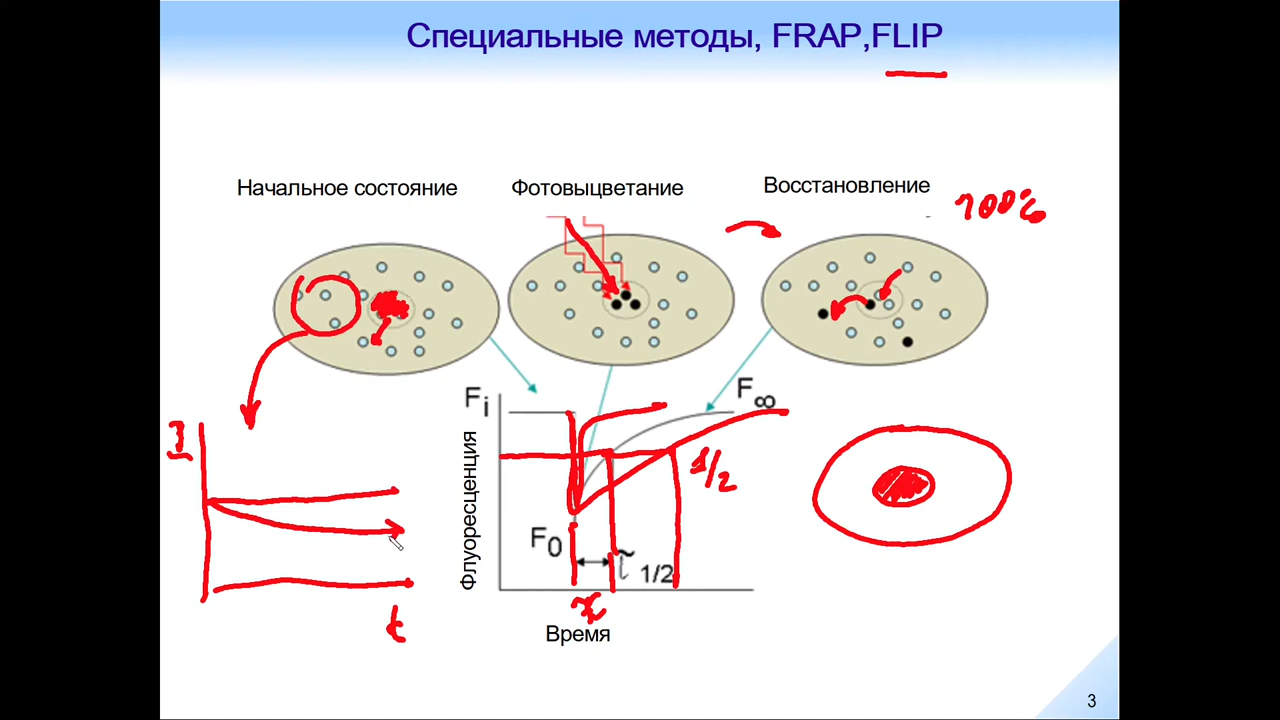 Специальные методы, FRAP,FLIP
Начальное состояние
Фотовыцветание
Восстановление
100%
Fi
F∞
I
1/2
Флуоресценция
F0
τ 1/2
x
t
Время
3